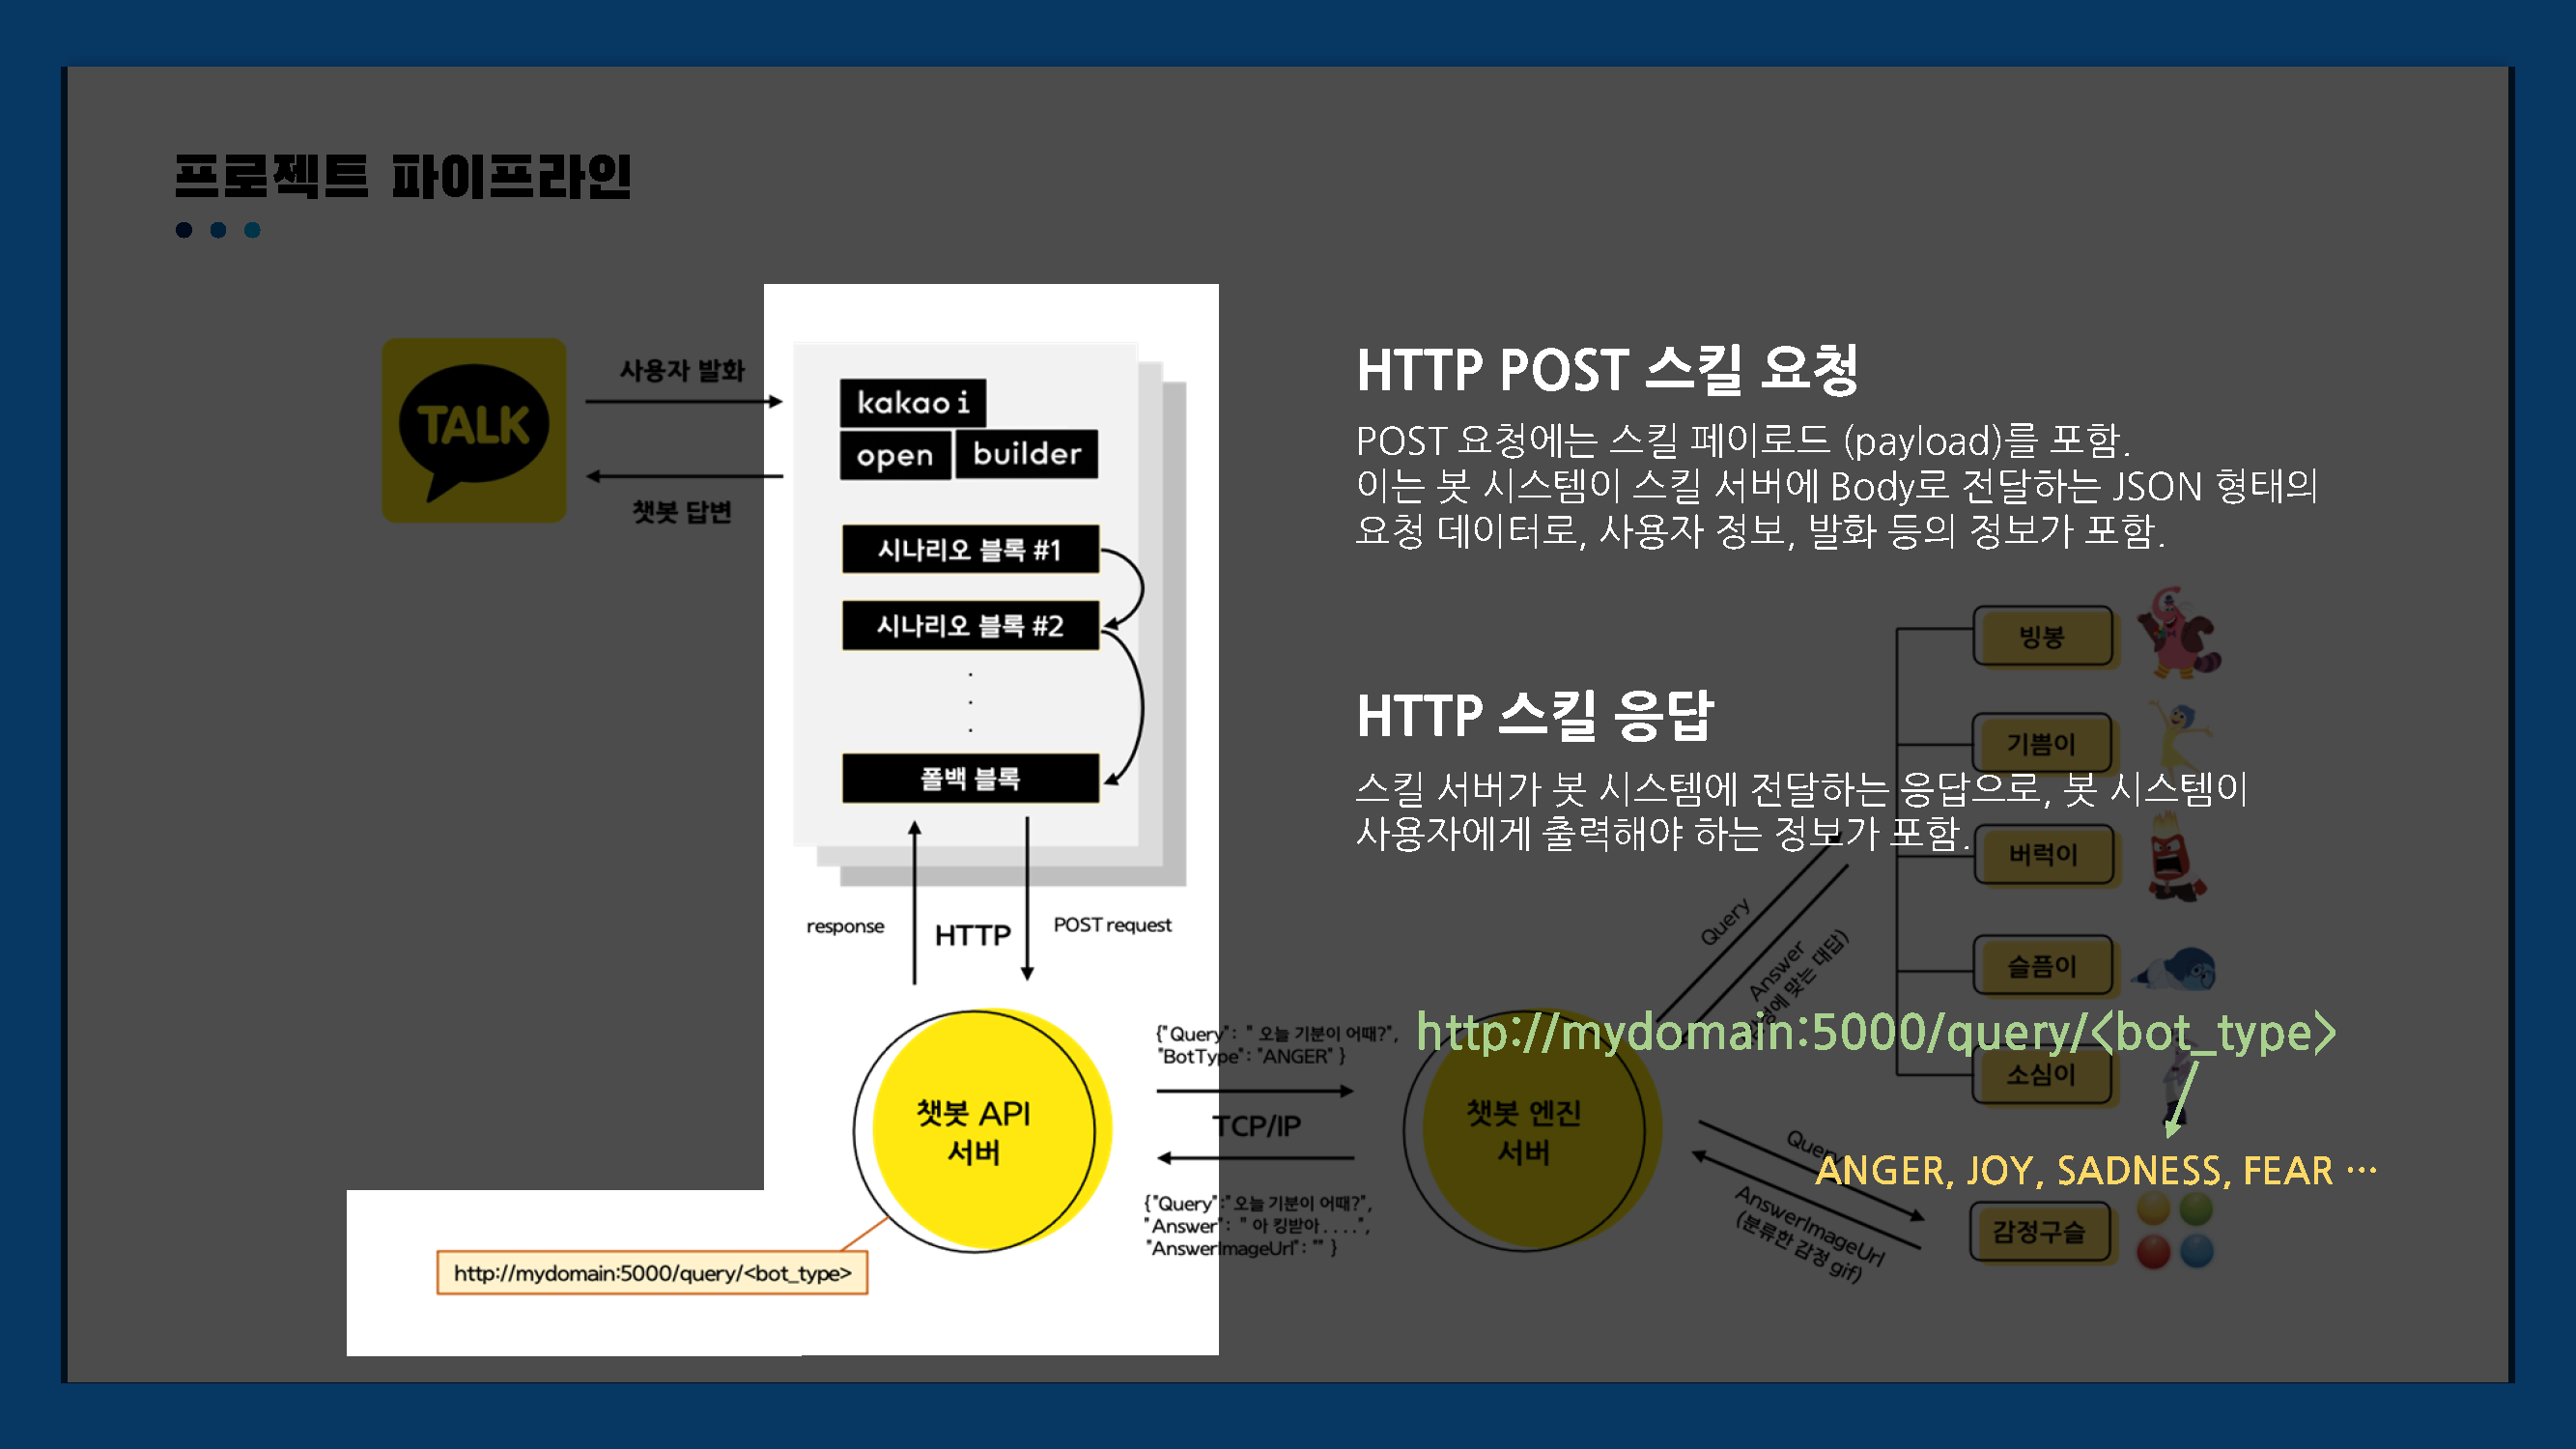 프로젝트 파이프라인
TALK
사용자 발화
챗봇 답변
kakao i
open builder
시나리오 블록 #1
시나리오 블록 #2
폴백 블록
response
HTTP
POST request
챗봇 API
서버
http://mydomain:5000/query/<bot_type>
{"Query": " 오늘 기분이 어때?",
"BotType": "ANGER" }
TCP/IP
{"Query":"오늘 기분이 어때?",
"Answer": " 아 킹받아 . . . .",
"AnswerImageUrl": "" }
챗봇 엔진
서버
HTTP POST 스킬 요청
POST 요청에는 스킬 페이로드 (payload)를 포함.
이는 봇 시스템이 스킬 서버에 Body로 전달하는 JSON 형태의
요청 데이터로, 사용자 정보, 발화 등의 정보가 포함.
HTTP 스킬 응답
스킬 서버가 봇 시스템에 전달하는 응답으로, 봇 시스템이
사용자에게 출력해야 하는 정보가 포함.
Query
Answer
맞는 대답)
빙봉
기쁨이
버럭이
슬픔이
소심이
http://mydomain:5000/query/<bot_type>
ANGER, JOY, SADNESS, FEAR ···
Query
AnswerImageUrl
(분류한 감정 gif)
감정구슬